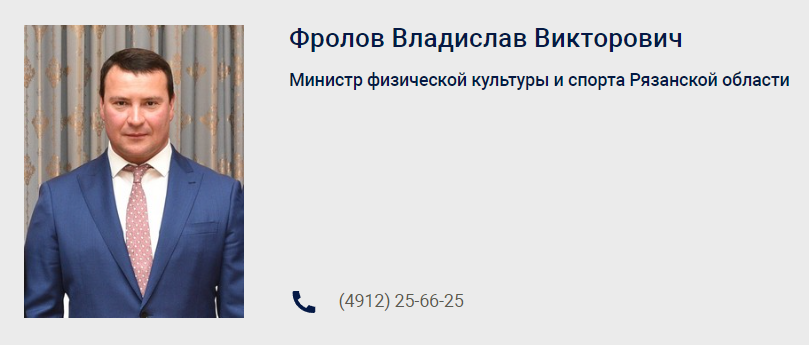 Фролов Владислав Викторович
Министр физической культуры и спорта Рязанской области
(4912) 25-66-25